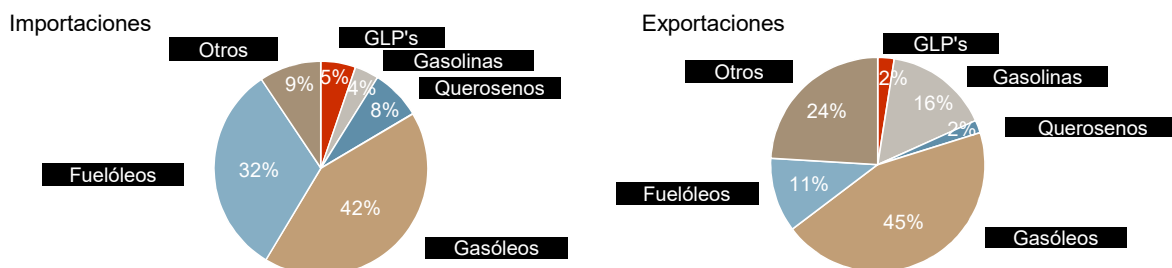 Importaciones
GLP's
Otros
Gasolinas
5%
9%
4%
Querosenos
8%
Fuelóleos
32%
42%
Gasóleos
Exportaciones
GLP's
Otros
Gasolinas
2%
16%
24%
2%
Querosenos
Fuelóleos
11%
45%
Gasóleos